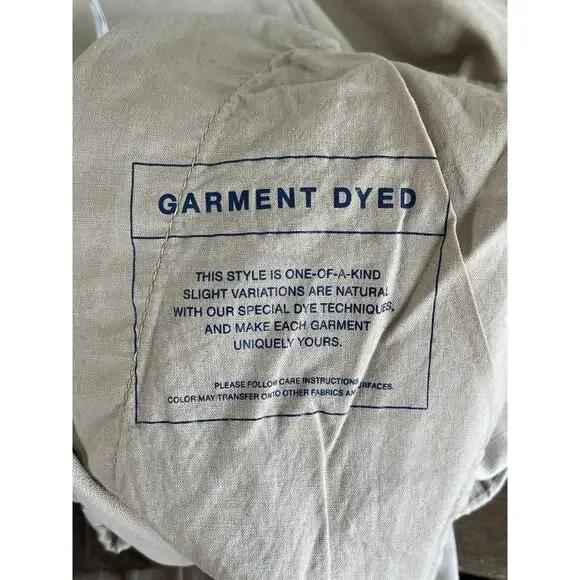 GARMENT DYED
THIS STYLE IS ONE-OF-A-KIND
SLIGHT VARIATIONS ARE NATURAL
WITH OUR SPECIAL DYE TECHNIQUES,
AND MAKE EACH GARMENT
UNIQUELY YOURS.
PLEASE FOLLOW CARE INSTRUCTIONS
COLOR MAY TRANSFER ONTO OTHER FABRICS